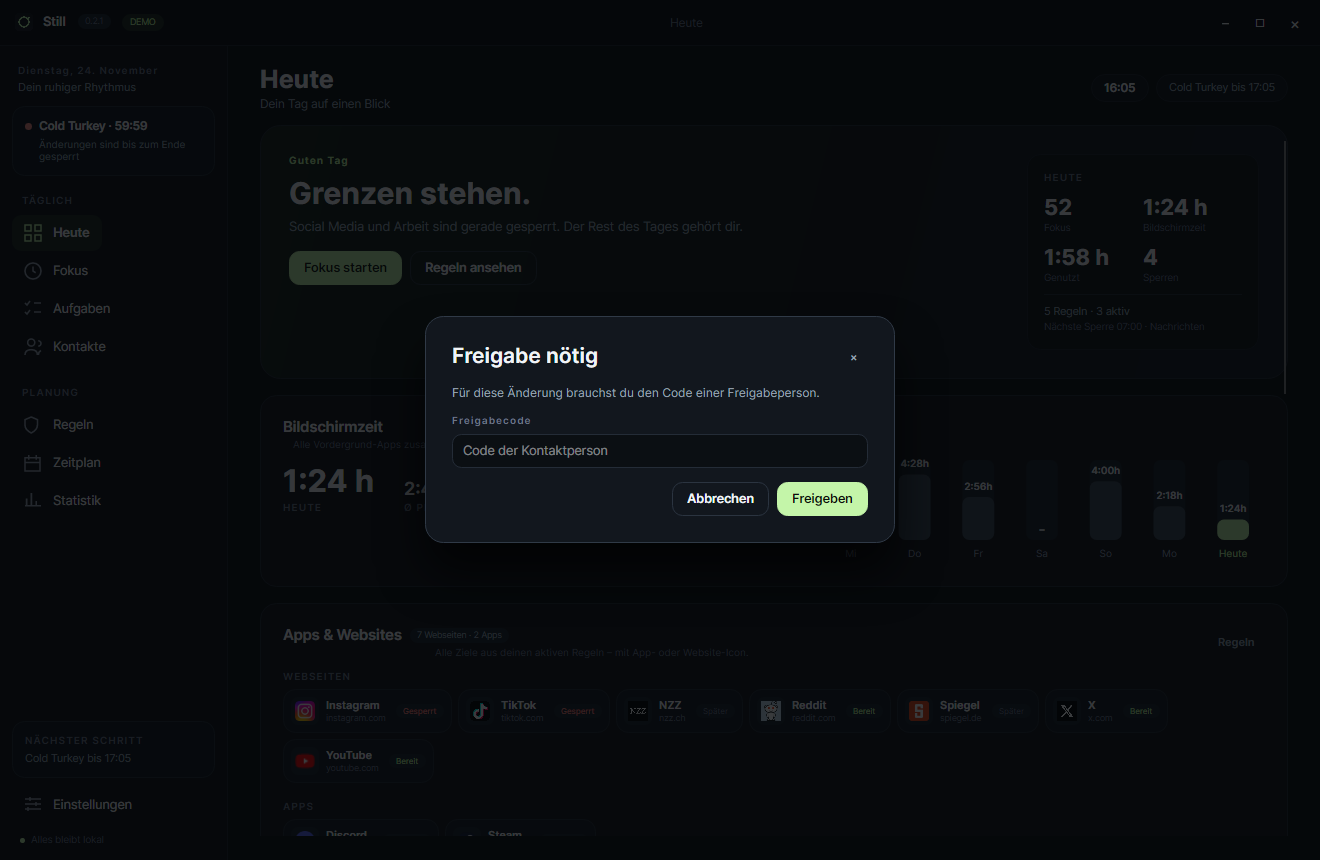 Still 0.2.1 DEMO
Heute
Dienstag, 24. November
Dein ruhiger Rhythmus
Cold Turkey · 59:59
Änderungen sind bis zum Ende
gesperrt
TÄGLICH
Heute
Fokus
Aufgaben
Kontakte
PLANUNG
Regeln
Zeitplan
Statistik
NÄCHSTER SCHRITT
Cold Turkey bis 17:05
Einstellungen
Alles bleibt lokal
Heute
Dein Tag auf einen Blick
16:05
Cold Turkey bis 17:05
Guten Tag
Grenzen stehen.
Social Media und Arbeit sind gerade gesperrt. Der Rest des Tages gehört dir.
Fokus starten
Regeln ansehen
HEUTE
52 1:24 h
Fokus Bildschirmzeit
1:58 h 4
Genutzt Sperren
5 Regeln · 3 aktiv
Nächste Sperre 07:00 · Nachrichten
Freigabe nötig
×
Für diese Änderung brauchst du den Code einer Freigabeperson.
Freigabecode
Code der Kontaktperson
Abbrechen
Freigeben
Bildschirmzeit
Alle Vordergrund-Apps
1:24 h
HEUTE
4:28h 2:56h – 4:00h 2:18h 1:24h
Mi Do Fr Sa So Mo Heute
Apps & Websites 7 Webseiten · 2 Apps
Alle Ziele aus deinen aktiven Regeln – mit App- oder Website-Icon.
Regeln
WEBSEITEN
Instagram
instagram.com
Gesperrt
TikTok
tiktok.com
Gesperrt
NZZ
NZZ
nzz.ch
Später
Reddit
reddit.com
Bereit
Spiegel
spiegel.de
Später
X
x.com
Bereit
YouTube
youtube.com
Bereit
APPS
Discord
Steam